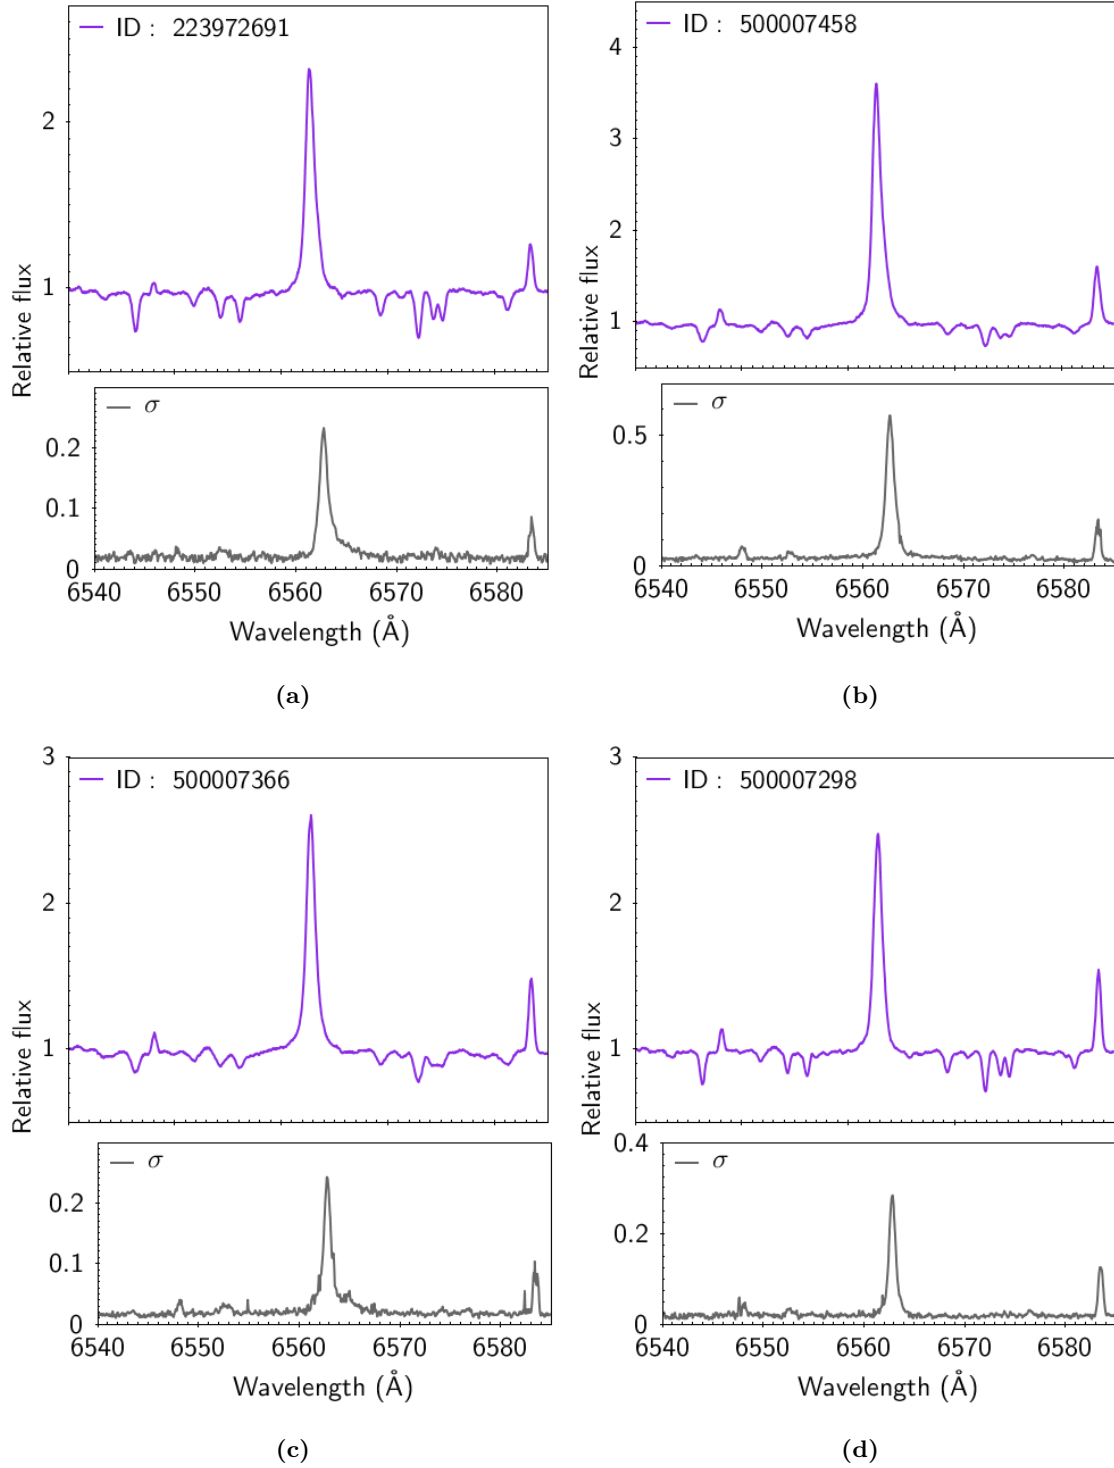 ID : 223972691
2
1
Relative flux
σ
0.2
0.1
0
6540 6550 6560 6570 6580
Wavelength (Å)
(a)
ID : 500007458
4
3
2
1
Relative flux
σ
0.5
0
6540 6550 6560 6570 6580
Wavelength (Å)
(b)
ID : 500007366
3
2
1
Relative flux
σ
0.2
0.1
0
6540 6550 6560 6570 6580
Wavelength (Å)
(c)
ID : 500007298
3
2
1
Relative flux
σ
0.4
0.2
0
6540 6550 6560 6570 6580
Wavelength (Å)
(d)